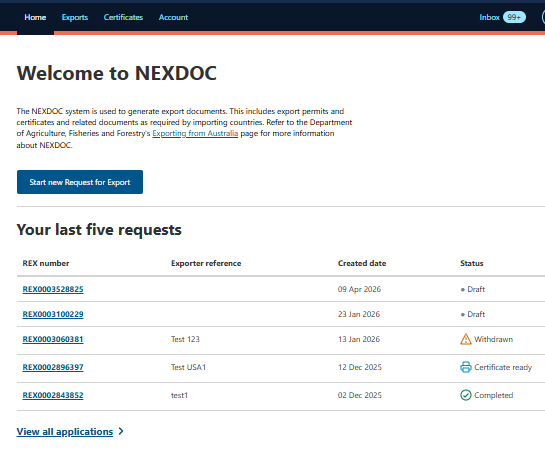 Home Exports Certificates Account Inbox 99+
Welcome to NEXDOC
The NEXDOC system is used to generate export documents. This includes export permits and
certificates and related documents as required by importing countries. Refer to the Department
of Agriculture, Fisheries and Forestry's Exporting from Australia page for more information
about NEXDOC.
Start new Request for Export
Your last five requests
REX number Exporter reference Created date Status
REX0003528825 09 Apr 2026 Draft
REX0003100229 23 Jan 2026 Draft
REX0003060381 Test 123 13 Jan 2026 Withdrawn
REX0002896397 Test USA1 12 Dec 2025 Certificate ready
REX0002843852 test1 02 Dec 2025 Completed
View all applications